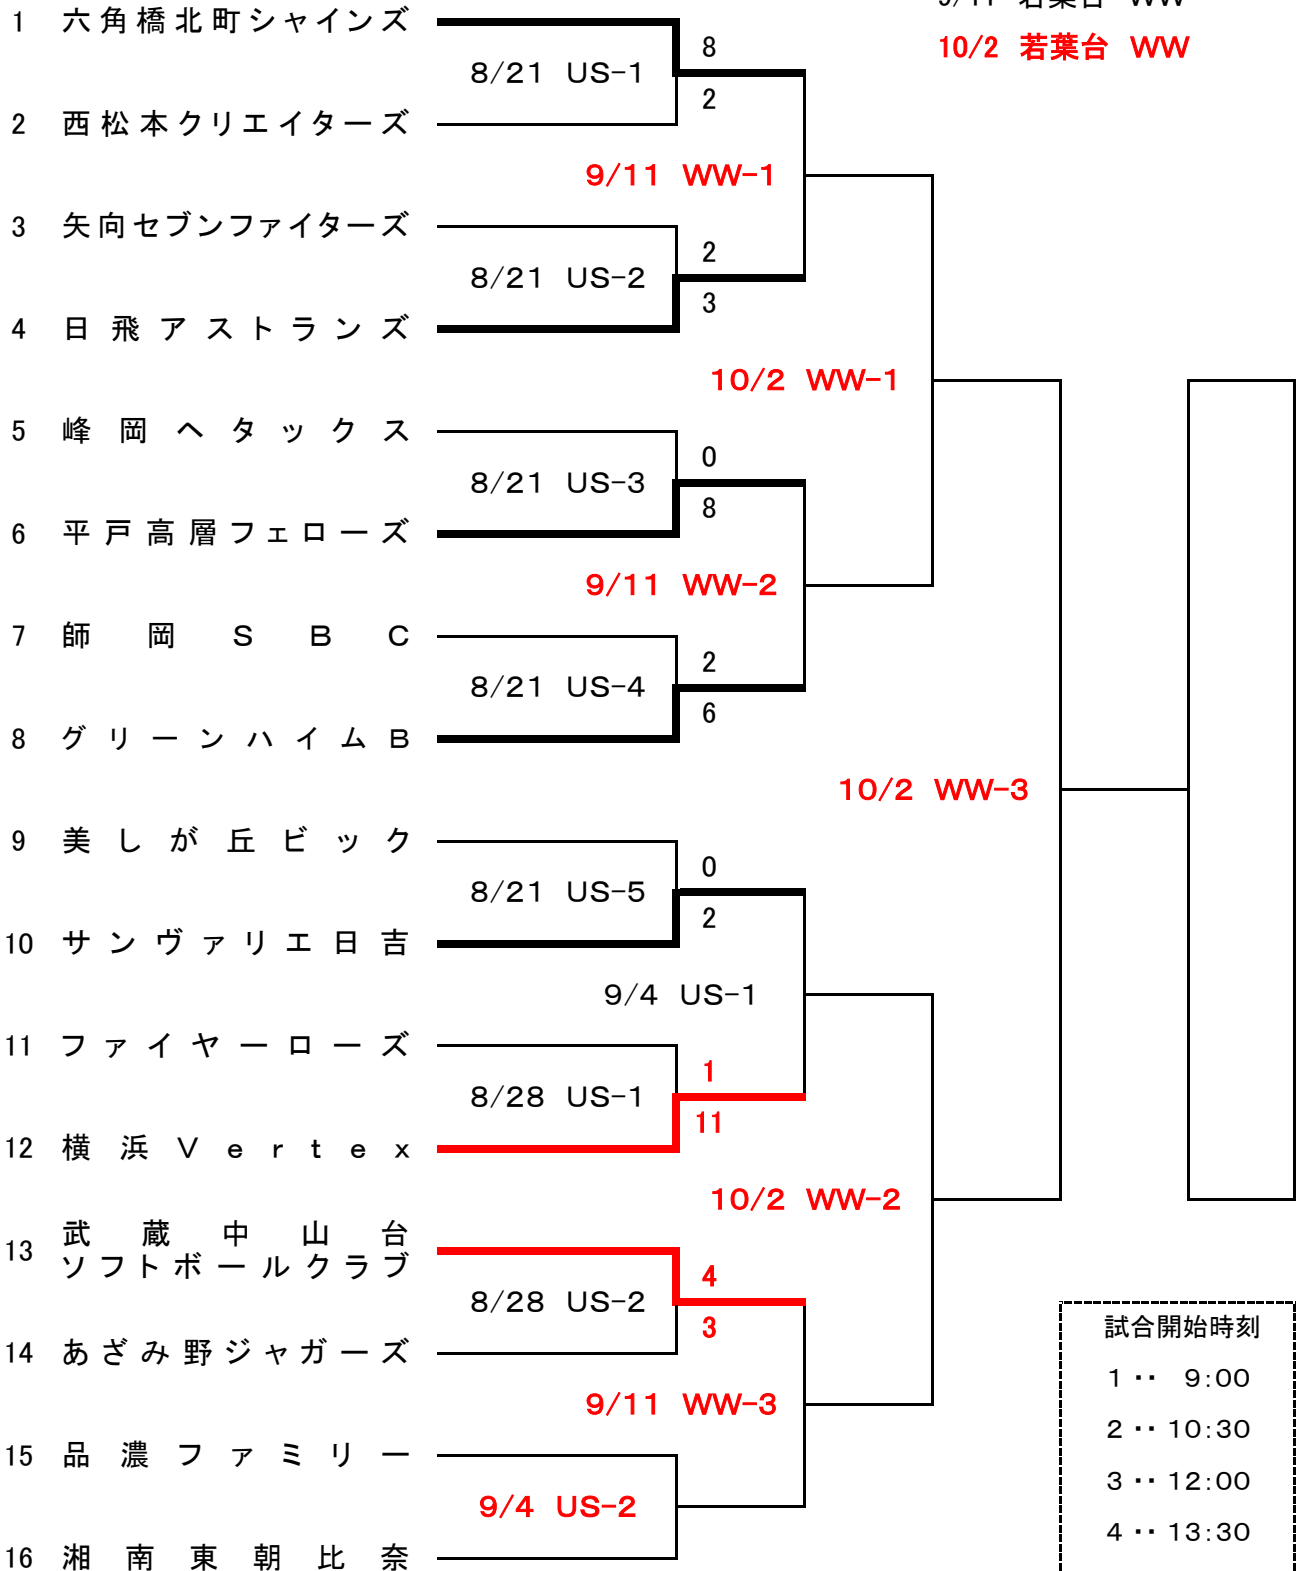 9/11 若葉台 WW
1 六角橋北町シャインズ
8
10/2 若葉台 WW
8/21 US-1
2
2 西松本クリエイターズ
9/11 WW-1
3 矢向セブンファイターズ
2
8/21 US-2
3
4 日飛アストランズ
10/2 WW-1
5 峰岡ヘタックス
0
8/21 US-3
8
6 平戸高層フェローズ
9/11 WW-2
7 師岡SBC
2
8/21 US-4
6
8 グリーンハイムB
10/2 WW-3
9 美しが丘ビック
0
8/21 US-5
2
10 サンヴァリエ日吉
9/4 US-1
11 ファイヤーローズ
1
8/28 US-1
11
12 横浜Vertex
10/2 WW-2
13 武蔵中山台
ソフトボールクラブ
4
8/28 US-2
3
14 あざみ野ジャガーズ
9/11 WW-3
15 品濃ファミリー
9/4 US-2
16 湘南東朝比奈
試合開始時刻
1 ‥ 9:00
2 ‥ 10:30
3 ‥ 12:00
4 ‥ 13:30